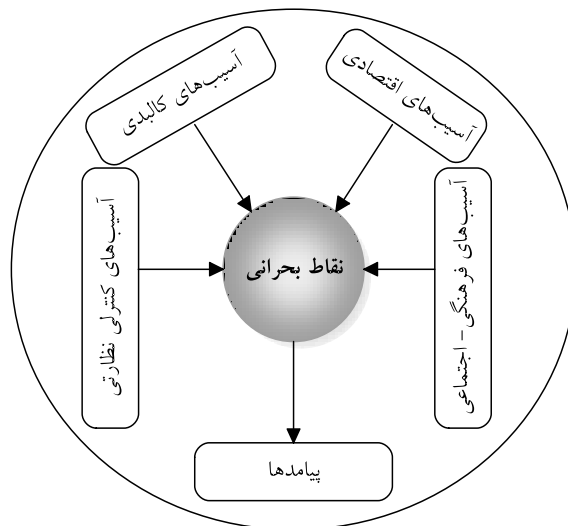 آسیب‌های اقتصادی
آسیب‌های کالبدی
آسیب‌های فرهنگی - اجتماعی
نقاط بحرانی
آسیب‌های کنترلی نظارتی
پیامدها